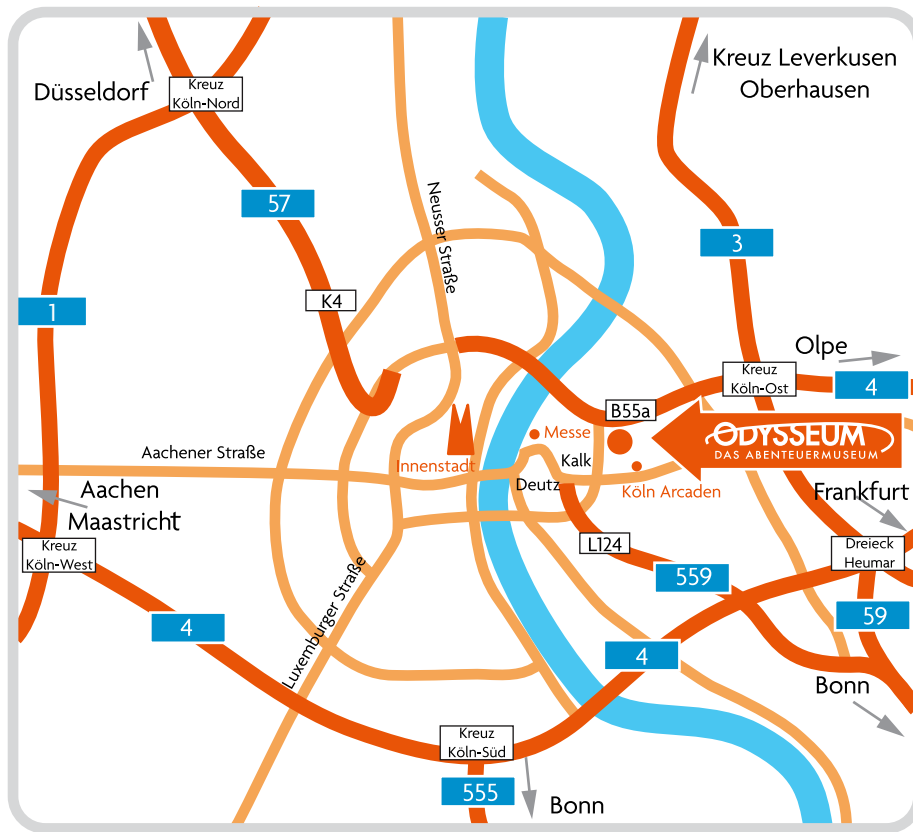 Düsseldorf
Kreuz
Köln-Nord
Kreuz Leverkusen
Oberhausen
57
Neusser Straße
3
1
K4
Olpe
Kreuz
Köln-Ost
4
B55a
ODYSSEUM
DAS ABENTEUERMUSEUM
Messe
Aachener Straße
Innenstadt
Kalk
Deutz
Köln Arcaden
Aachen
Maastricht
Frankfurt
L124
Kreuz
Köln-West
Dreieck
Heumar
559
59
4
Luxemburger Straße
4
Bonn
Kreuz
Köln-Süd
555
Bonn